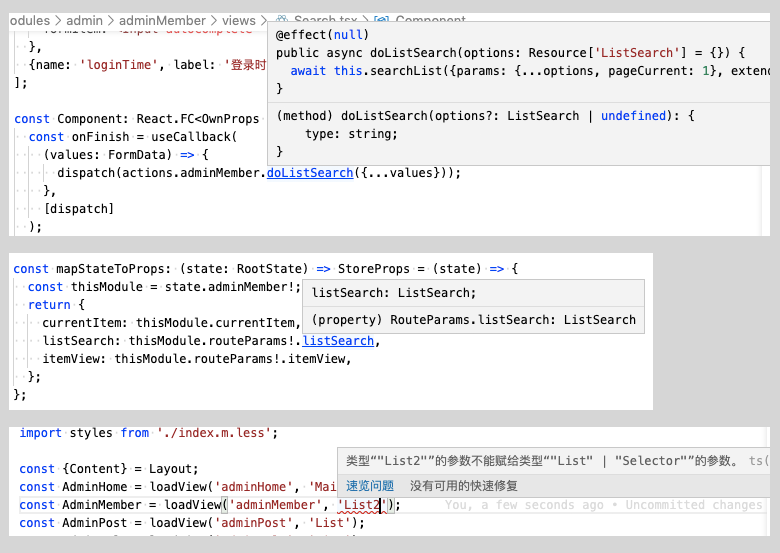 odules > admin > adminMember > views > Search.tsx > Component
formItem: <Input autoComplete
},
{name: 'loginTime', label: '登录时
];
const Component: React.FC<OwnProps
const onFinish = useCallback(
(values: FormData) => {
dispatch(actions.adminMember.doListSearch({...values}));
},
[dispatch]
);
@effect(null)
public async doListSearch(options: Resource['ListSearch'] = {}) {
await this.searchList({params: {...options, pageCurrent: 1}, extend
}
(method) doListSearch(options?: ListSearch | undefined): {
type: string;
}
const mapStateToProps: (state: RootState) => StoreProps = (state) => {
const thisModule = state.adminMember!;
return {
currentItem: thisModule.currentItem,
listSearch: thisModule.routeParams!.listSearch,
itemView: thisModule.routeParams!.itemView,
};
};
listSearch: ListSearch;
(property) RouteParams.listSearch: ListSearch
import styles from './index.m.less';
const {Content} = Layout;
const AdminHome = loadView('adminHome', 'Mai
const AdminMember = loadView('adminMember', 'List2'); You, a few seconds ago • Uncommitted changes
const AdminPost = loadView('adminPost', 'List');
类型“"List2"”的参数不能赋给类型“"List" | "Selector"”的参数。 ts(
速览问题 没有可用的快速修复